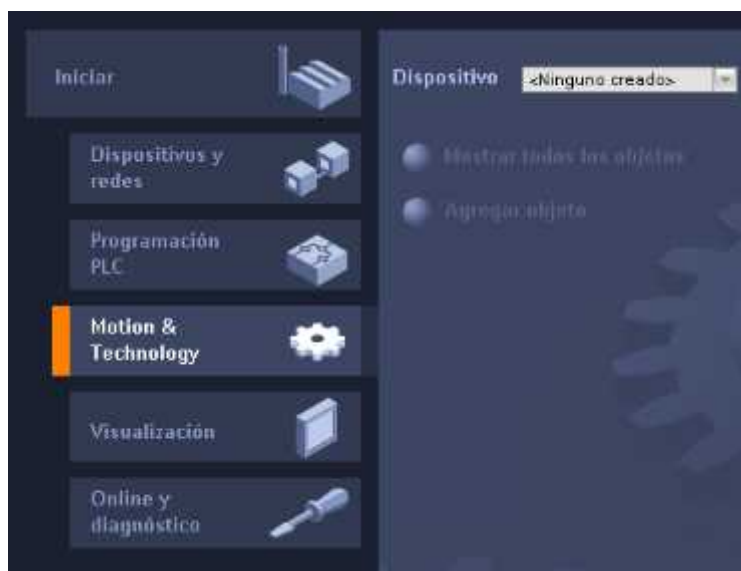 Iniciar
Dispositivos y
redes
Programación
PLC
Motion &
Technology
Visualización
Online y
diagnóstico
Dispositivo
<Ninguno creado>
Mostrar todos los objetos
Agregar objeto